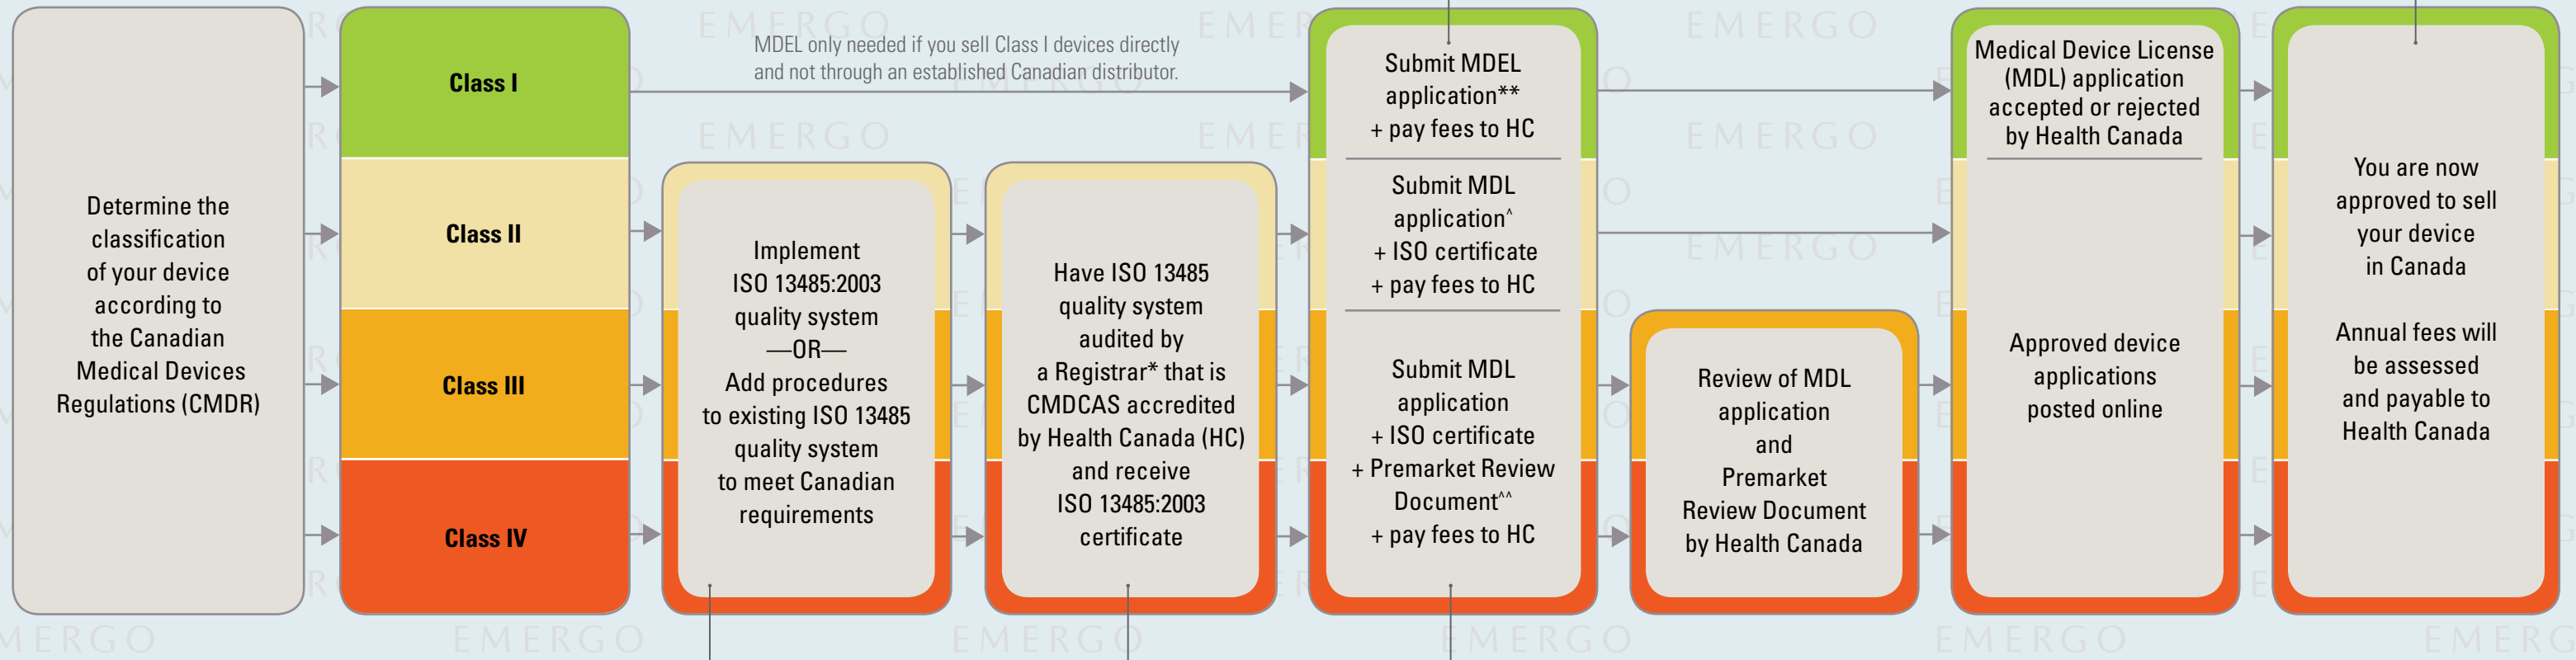 Determine the
classification
of your device
according to
the Canadian
Medical Devices
Regulations (CMDR)
Class I
Class II
Class III
Class IV
MDEL only needed if you sell Class I devices directly
and not through an established Canadian distributor.
Implement
ISO 13485:2003
quality system
—OR—
Add procedures
to existing ISO 13485
quality system
to meet Canadian
requirements
Have ISO 13485
quality system
audited by
a Registrar* that is
CMDCAS accredited
by Health Canada (HC)
and receive
ISO 13485:2003
certificate
Submit MDEL
application**
+ pay fees to HC
Submit MDL
application^
+ ISO certificate
+ pay fees to HC
Submit MDL
application
+ ISO certificate
+ Premarket Review
Document^^
+ pay fees to HC
Review of MDL
application
and
Premarket
Review Document
by Health Canada
Medical Device License
(MDL) application
accepted or rejected
by Health Canada
Approved device
applications
posted online
You are now
approved to sell
your device
in Canada
Annual fees will
be assessed
and payable to
Health Canada
EMERGO